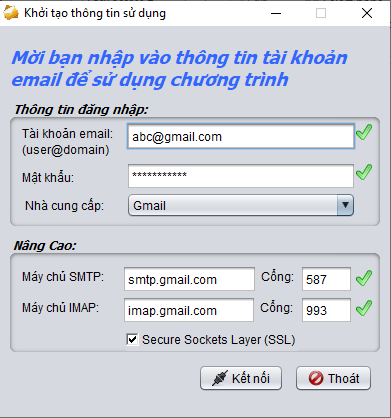 Khởi tạo thông tin sử dụng
Mời bạn nhập vào thông tin tài khoản
email để sử dụng chương trình
Thông tin đăng nhập:
Tài khoản email: abc@gmail.com
(user@domain)
Mật khẩu: ***********
Nhà cung cấp: Gmail
Nâng Cao:
Máy chủ SMTP: smtp.gmail.com Cổng: 587
Máy chủ IMAP: imap.gmail.com Cổng: 993
Secure Sockets Layer (SSL)
Kết nối Thoát